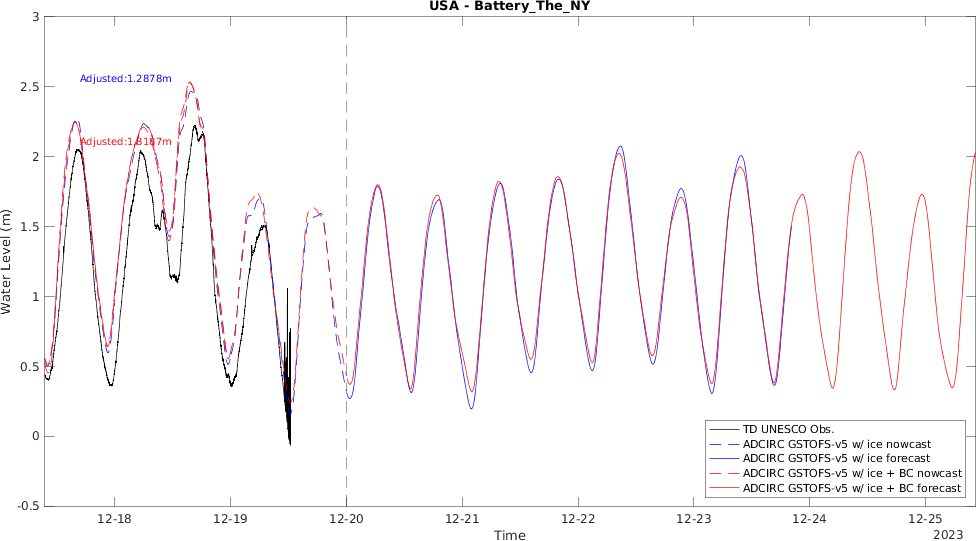 USA - Battery_The_NY
3
2.5
2
1.5
1
0.5
0
-0.5
Water Level (m)
Adjusted:1.2878m
Adjusted:1.8187m
TD UNESCO Obs.
ADCIRC GSTOFS-v5 w/ ice nowcast
ADCIRC GSTOFS-v5 w/ ice forecast
ADCIRC GSTOFS-v5 w/ ice + BC nowcast
ADCIRC GSTOFS-v5 w/ ice + BC forecast
12-18 12-19 12-20 12-21 12-22 12-23 12-24 12-25
Time
2023